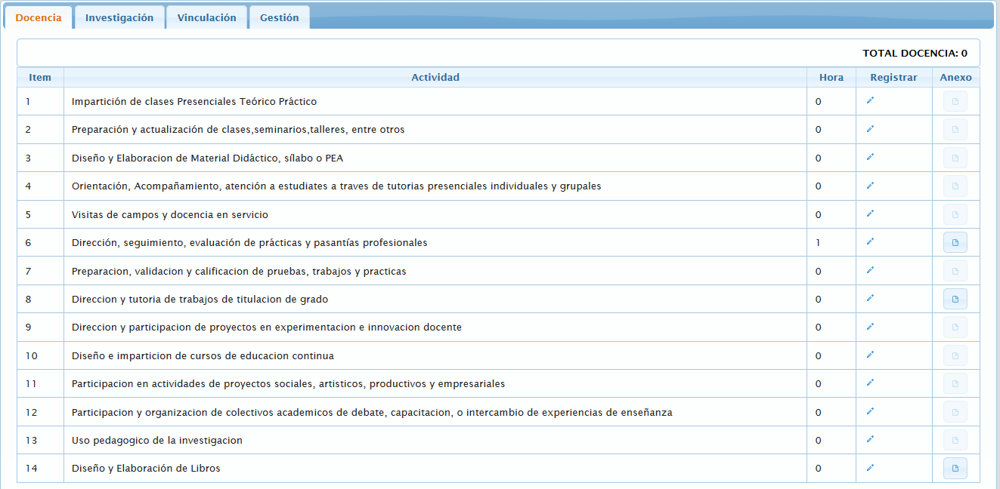 Docencia Investigación Vinculación Gestión
TOTAL DOCENCIA: 0
Item Actividad Hora Registrar Anexo
1 Impartición de clases Presenciales Teórico Práctico 0
2 Preparación y actualización de clases,seminarios,talleres, entre otros 0
3 Diseño y Elaboracion de Material Didáctico, sílabo o PEA 0
4 Orientación, Acompañamiento, atención a estudiates a traves de tutorias presenciales individuales y grupales 0
5 Visitas de campos y docencia en servicio 0
6 Dirección, seguimiento, evaluación de prácticas y pasantías profesionales 1
7 Preparacion, validacion y calificacion de pruebas, trabajos y practicas 0
8 Direccion y tutoria de trabajos de titulacion de grado 0
9 Direccion y participacion de proyectos en experimentacion e innovacion docente 0
10 Diseño e imparticion de cursos de educacion continua 0
11 Participacion en actividades de proyectos sociales, artisticos, productivos y empresariales 0
12 Participacion y organizacion de colectivos academicos de debate, capacitacion, o intercambio de experiencias de enseñanza 0
13 Uso pedagogico de la investigacion 0
14 Diseño y Elaboración de Libros 0